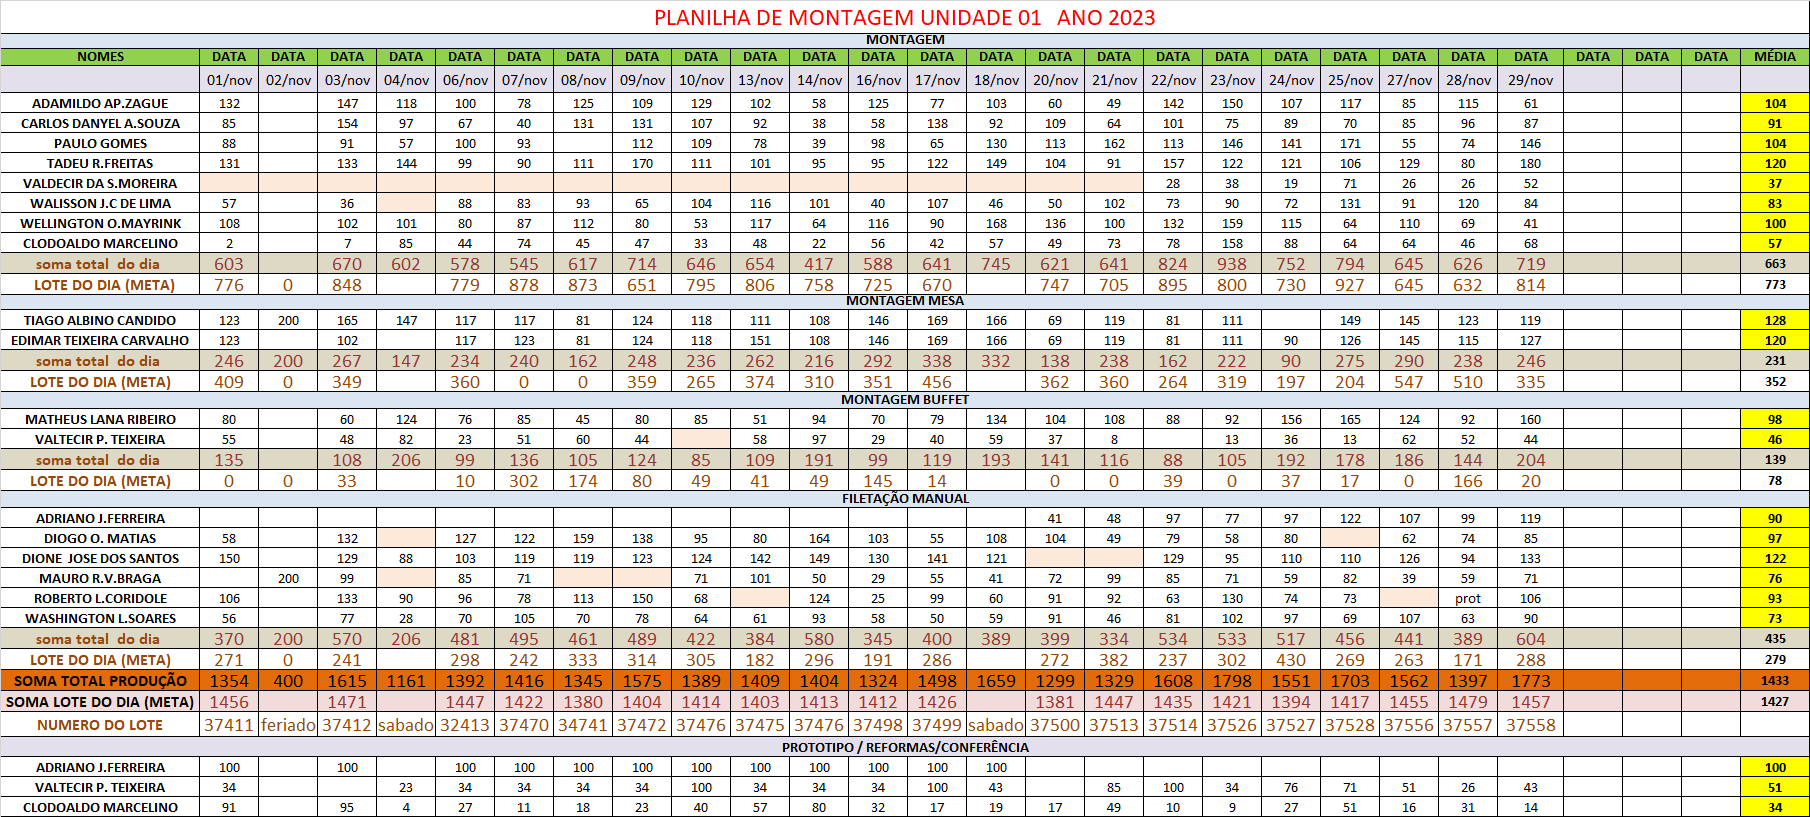 PLANILHA DE MONTAGEM UNIDADE 01 ANO 2023
MONTAGEM
NOMES DATA DATA DATA DATA DATA DATA DATA DATA DATA DATA DATA DATA DATA DATA DATA DATA DATA DATA DATA DATA DATA DATA DATA DATA DATA DATA MÉDIA
01/nov 02/nov 03/nov 04/nov 06/nov 07/nov 08/nov 09/nov 10/nov 13/nov 14/nov 16/nov 17/nov 18/nov 20/nov 21/nov 22/nov 23/nov 24/nov 25/nov 27/nov 28/nov 29/nov
ADAMILDO AP.ZAGUE 132 147 118 100 78 125 109 129 102 58 125 77 103 60 49 142 150 107 117 85 115 61 104
CARLOS DANYEL A.SOUZA 85 154 97 67 40 131 131 107 92 38 58 138 92 109 64 101 75 89 70 85 96 87 91
PAULO GOMES 88 91 57 100 93 112 109 78 39 98 65 130 113 162 113 146 141 171 55 74 146 104
TADEU R.FREITAS 131 133 144 99 90 111 170 111 101 95 95 122 149 104 91 157 122 121 106 129 80 180 120
VALDECIR DA S.MOREIRA 28 38 19 71 26 26 52 37
WALISSON J.C DE LIMA 57 36 88 83 93 65 104 116 101 40 107 46 50 102 73 90 72 131 91 120 84 83
WELLINGTON O.MAYRINK 108 102 101 80 87 112 80 53 117 64 116 90 168 136 100 132 159 115 64 110 69 41 100
CLODOALDO MARCELINO 2 7 85 44 74 45 47 33 48 22 56 42 57 49 73 78 158 88 64 64 46 68 57
soma total do dia 603 670 602 578 545 617 714 646 654 417 588 641 745 621 641 824 938 752 794 645 626 719 663
LOTE DO DIA (META) 776 0 848 779 878 873 651 795 806 758 725 670 747 705 895 800 730 927 645 632 814 773
MONTAGEM MESA
TIAGO ALBINO CANDIDO 123 200 165 147 117 117 81 124 118 111 108 146 169 166 69 119 81 111 149 145 123 119 128
EDIMAR TEIXEIRA CARVALHO 123 102 117 123 81 124 118 151 108 146 169 166 69 119 81 111 90 126 145 115 127 120
soma total do dia 246 200 267 147 234 240 162 248 236 262 216 292 338 332 138 238 162 222 90 275 290 238 246 231
LOTE DO DIA (META) 409 0 349 360 0 0 359 265 374 310 351 456 362 360 264 319 197 204 547 510 335 352
MONTAGEM BUFFET
MATHEUS LANA RIBEIRO 80 60 124 76 85 45 80 85 51 94 70 79 134 104 108 88 92 156 165 124 92 160 98
VALTECIR P. TEIXEIRA 55 48 82 23 51 60 44 58 97 29 40 59 37 8 13 36 13 62 52 44 46
soma total do dia 135 108 206 99 136 105 124 85 109 191 99 119 193 141 116 88 105 192 178 186 144 204 139
LOTE DO DIA (META) 0 0 33 10 302 174 80 49 41 49 145 14 0 0 39 0 37 17 0 166 20 78
FILETAÇÃO MANUAL
ADRIANO J.FERREIRA 41 48 97 77 97 122 107 99 119 90
DIOGO O. MATIAS 58 132 127 122 159 138 95 80 164 103 55 108 104 49 79 58 80 62 74 85 97
DIONE JOSE DOS SANTOS 150 129 88 103 119 119 123 124 142 149 130 141 121 129 95 110 110 126 94 133 122
MAURO R.V.BRAGA 200 99 85 71 71 101 50 29 55 41 72 99 85 71 59 82 39 59 71 76
ROBERTO L.CORIDOLE 106 133 90 96 78 113 150 68 124 25 99 60 91 92 63 130 74 73 prot 106 93
WASHINGTON L.SOARES 56 77 28 70 105 70 78 64 61 93 58 50 59 91 46 81 102 97 69 107 63 90 73
soma total do dia 370 200 570 206 481 495 461 489 422 384 580 345 400 389 399 334 534 533 517 456 441 389 604 435
LOTE DO DIA (META) 271 0 241 298 242 333 314 305 182 296 191 286 272 382 237 302 430 269 263 171 288 279
SOMA TOTAL PRODUÇÃO 1354 400 1615 1161 1392 1416 1345 1575 1389 1409 1404 1324 1498 1659 1299 1329 1608 1798 1551 1703 1562 1397 1773 1433
SOMA LOTE DO DIA (META) 1456 1471 1447 1422 1380 1404 1414 1403 1413 1412 1426 1381 1447 1435 1421 1394 1417 1455 1479 1457 1427
NUMERO DO LOTE 37411 feriado 37412 sabado 32413 37470 34741 37472 37476 37475 37476 37498 37499 sabado 37500 37513 37514 37526 37527 37528 37556 37557 37558
PROTOTIPO / REFORMAS/CONFERÊNCIA
ADRIANO J.FERREIRA 100 100 100 100 100 100 100 100 100 100 100 100 100
VALTECIR P. TEIXEIRA 34 23 34 34 34 34 100 34 34 34 100 43 85 100 34 76 71 51 26 43 51
CLODOALDO MARCELINO 91 95 4 27 11 18 23 40 57 80 32 17 19 17 49 10 9 27 51 16 31 14 34